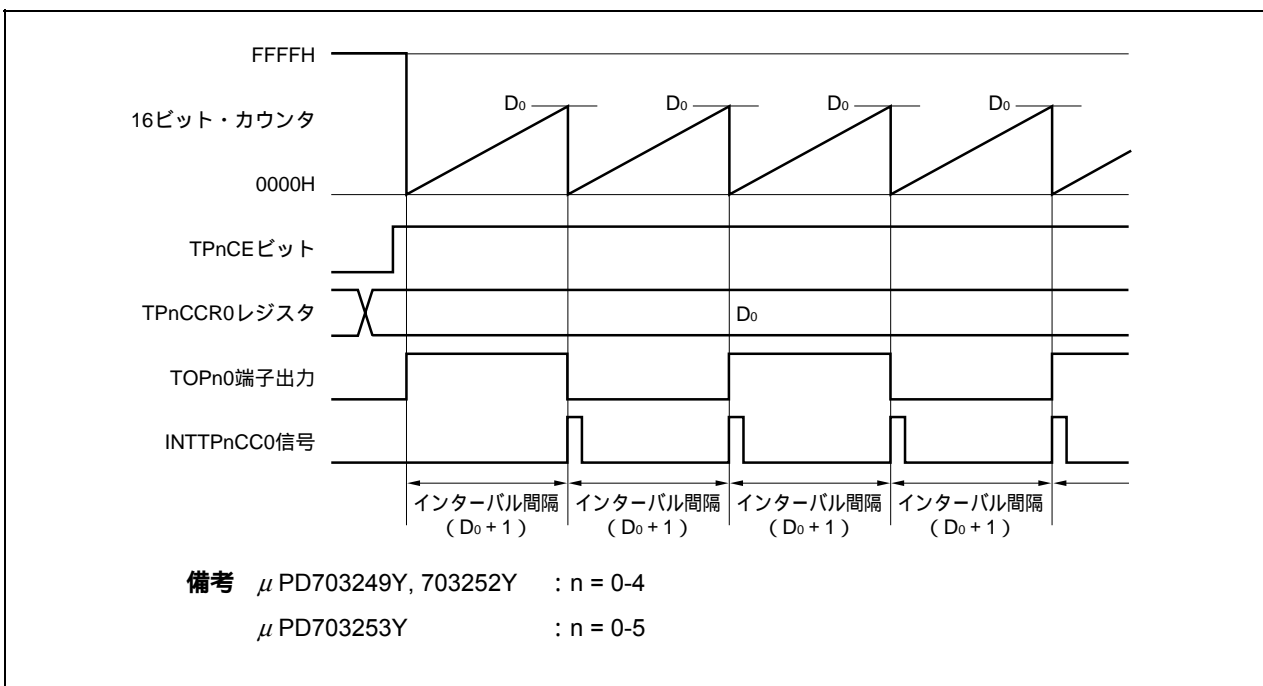 FFFFH
D0 D0 D0 D0
16ビット・カウンタ
0000H
TPnCEビット
TPnCCR0レジスタ D0
TOPn0端子出力
INTTPnCC0信号
インターバル間隔 インターバル間隔 インターバル間隔 インターバル間隔
（D0 + 1） （D0 + 1） （D0 + 1） （D0 + 1）
備考 μ PD703249Y, 703252Y : n = 0-4
μ PD703253Y : n = 0-5